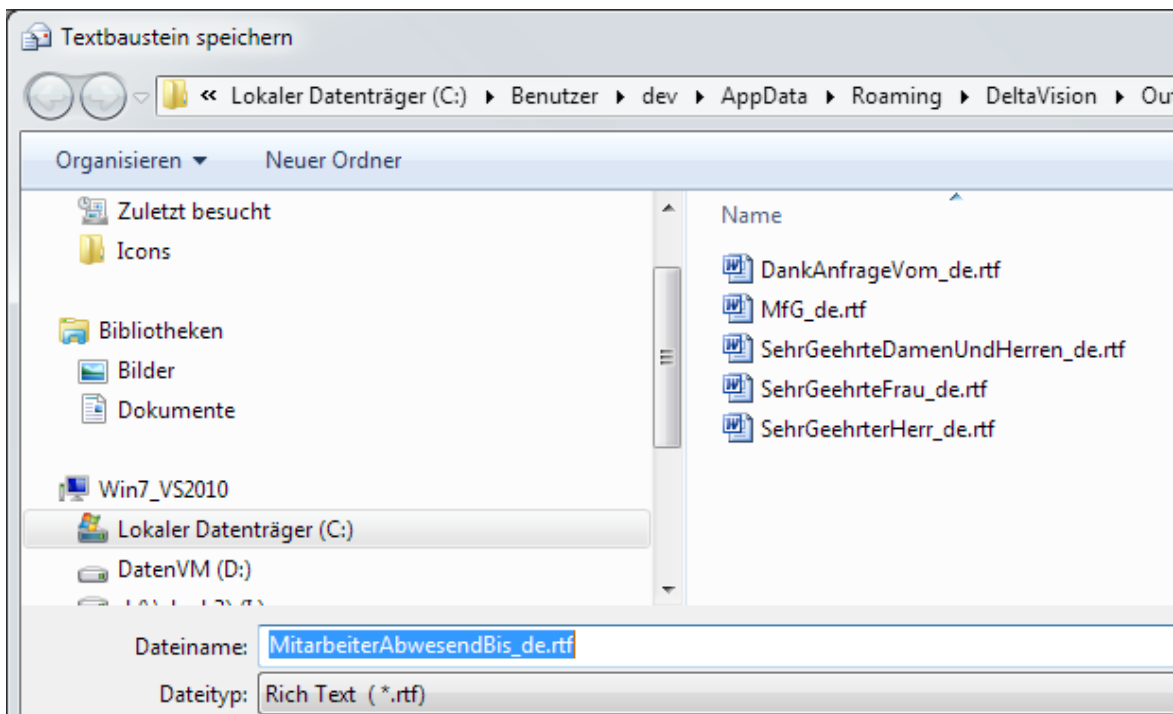 Textbaustein speichern
« Lokaler Datenträger (C:) ▸ Benutzer ▸ dev ▸ AppData ▸ Roaming ▸ DeltaVision ▸ Ou
Organisieren Neuer Ordner
Zuletzt besucht
Icons
Bibliotheken
Bilder
Dokumente
Win7_VS2010
Lokaler Datenträger (C:)
DatenVM (D:)
Name
DankAnfrageVom_de.rtf
MfG_de.rtf
SehrGeehrteDamenUndHerren_de.rtf
SehrGeehrteFrau_de.rtf
SehrGeehrterHerr_de.rtf
Dateiname: MitarbeiterAbwesendBis_de.rtf
Dateityp: Rich Text (*.rtf)